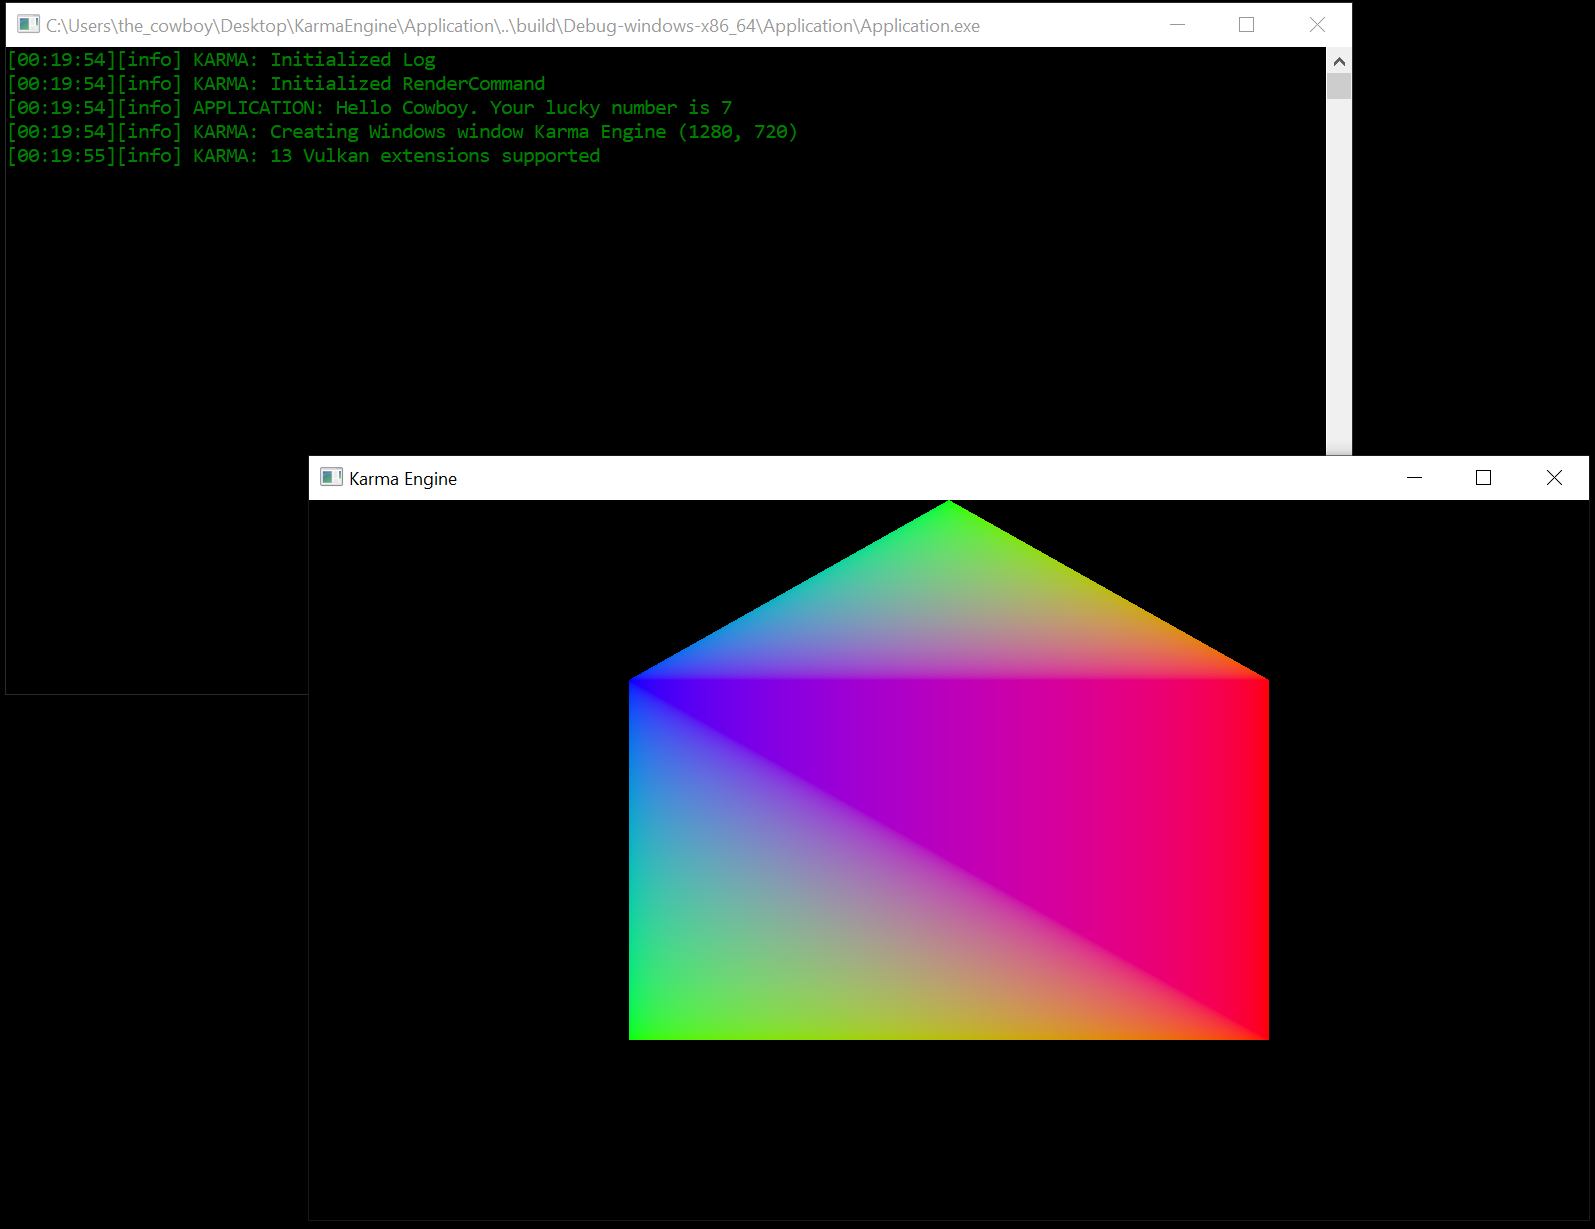 C:\Users\the_cowboy\Desktop\KarmaEngine\Application\..\build\Debug-windows-x86_64\Application\Application.exe
[00:19:54][info] KARMA: Initialized Log
[00:19:54][info] KARMA: Initialized RenderCommand
[00:19:54][info] APPLICATION: Hello Cowboy. Your lucky number is 7
[00:19:54][info] KARMA: Creating Windows window Karma Engine (1280, 720)
[00:19:55][info] KARMA: 13 Vulkan extensions supported
Karma Engine